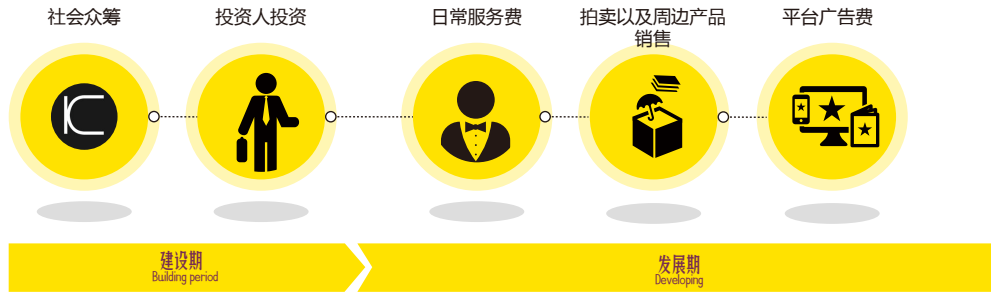 社会众筹
投资人投资
日常服务费
拍卖以及周边产品
销售
平台广告费
建设期
Building period
发展期
Developing